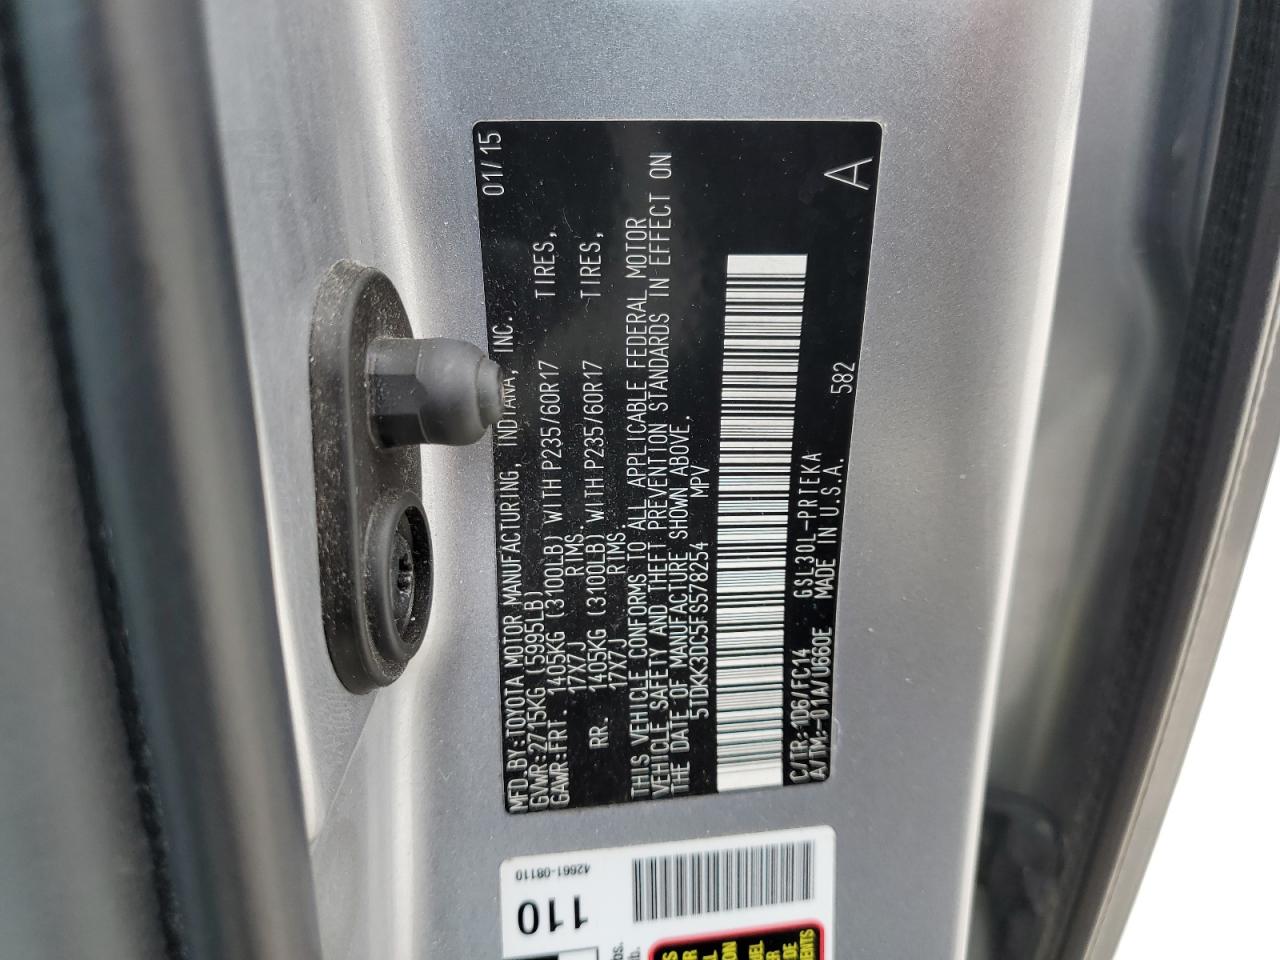 MFD BY:TOYOTA MOTOR MANUFACTURING, INDIANA, INC. 01/15
GVWR:2715KG (5995LB)
GAWR:FRT 1405KG (3100LB) WITH P235/60R17 TIRES,
17X7J RIMS.
RR. 1405KG (3100LB) WITH P235/60R17 TIRES,
17X7J RIMS.
THIS VEHICLE CONFORMS TO ALL APPLICABLE FEDERAL MOTOR
VEHICLE SAFETY AND THEFT PREVENTION STANDARDS IN EFFECT ON
THE DATE OF MANUFACTURE SHOWN ABOVE.
5TDKK3DC5FS578254 MPV
C/TR:1D6/FC14 GSL30L-PRTEKA 582 A
A/TM:-01A/U660E MADE IN U.S.A.
42661-08110
110